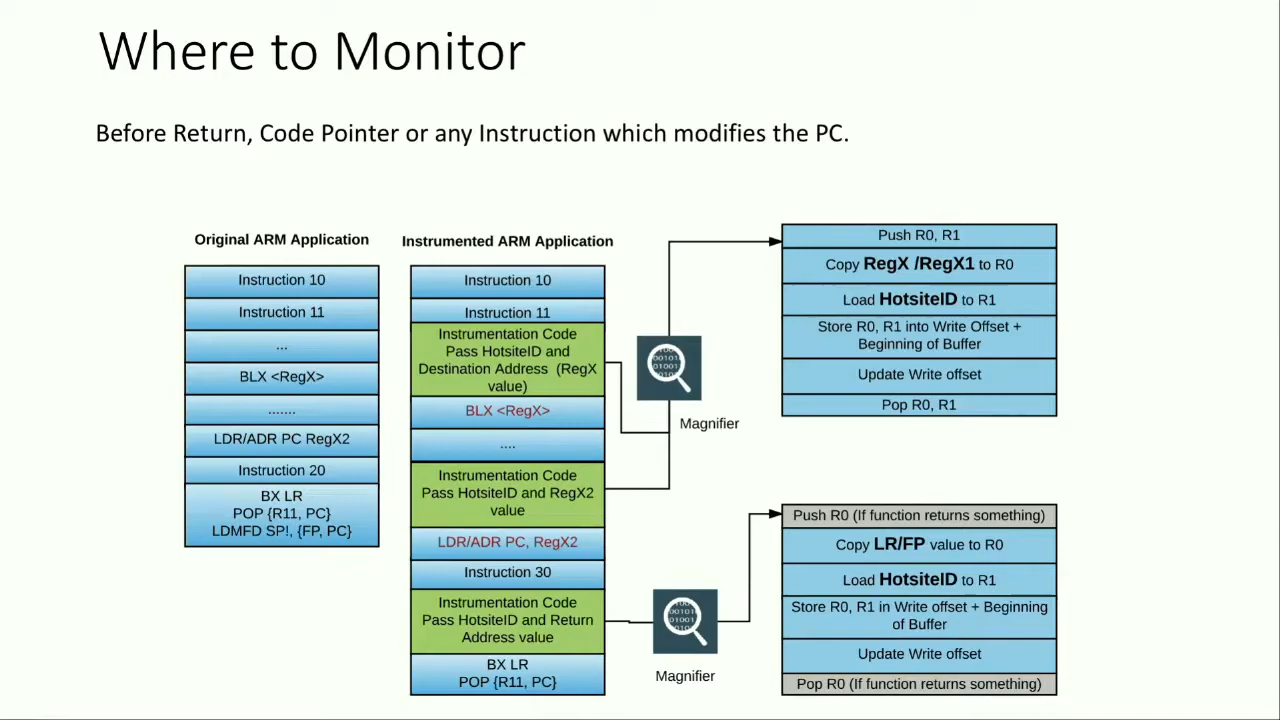 Where to Monitor
Before Return, Code Pointer or any Instruction which modifies the PC.
Original ARM Application
Instruction 10
Instruction 11
...
BLX <RegX>
.......
LDR/ADR PC RegX2
Instruction 20
BX LR
POP {R11, PC}
LDMFD SP!, {FP, PC}
Instrumented ARM Application
Instruction 10
Instruction 11
Instrumentation Code
Pass HotsiteID and
Destination Address (RegX
value)
BLX <RegX>
....
Instrumentation Code
Pass HotsiteID and RegX2
value
LDR/ADR PC, RegX2
Instruction 30
Instrumentation Code
Pass HotsiteID and Return
Address value
BX LR
POP {R11, PC}
Magnifier
Magnifier
Push R0, R1
Copy RegX /RegX1 to R0
Load HotsiteID to R1
Store R0, R1 into Write Offset +
Beginning of Buffer
Update Write offset
Pop R0, R1
Push R0 (If function returns something)
Copy LR/FP value to R0
Load HotsiteID to R1
Store R0, R1 in Write offset + Beginning
of Buffer
Update Write offset
Pop R0 (If function returns something)